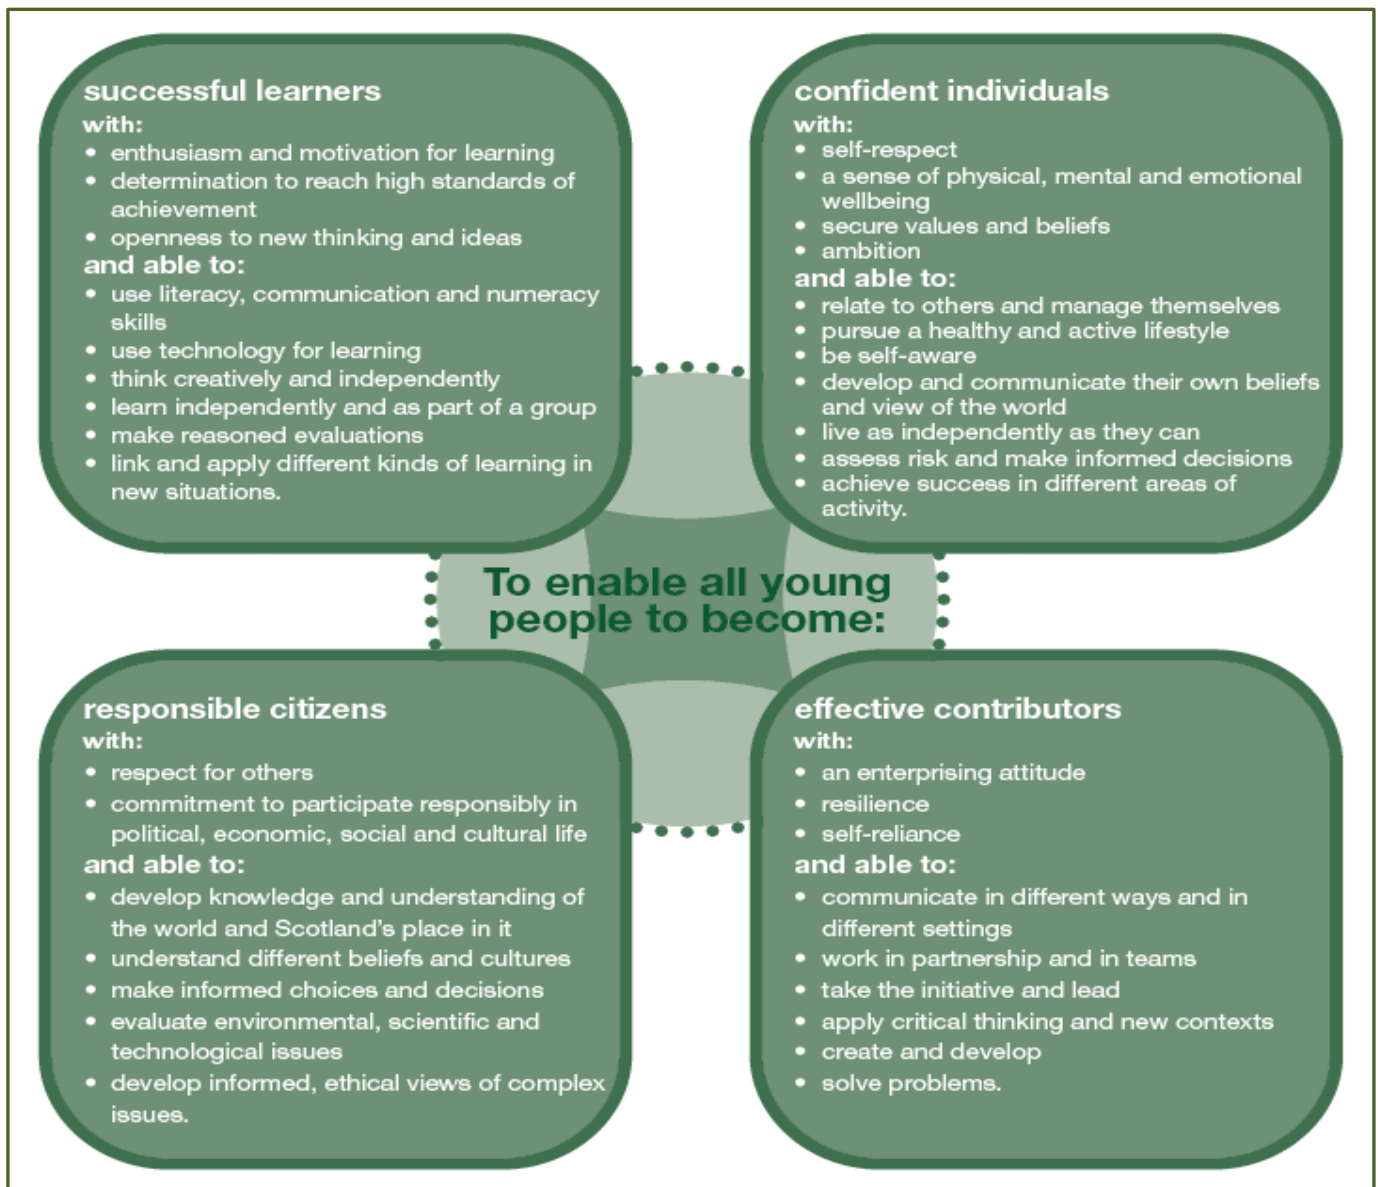 successful learners
with:
• enthusiasm and motivation for learning
• determination to reach high standards of
achievement
• openness to new thinking and ideas
and able to:
• use literacy, communication and numeracy
skills
• use technology for learning
• think creatively and independently
• learn independently and as part of a group
• make reasoned evaluations
• link and apply different kinds of learning in
new situations.
confident individuals
with:
• self-respect
• a sense of physical, mental and emotional
wellbeing
• secure values and beliefs
• ambition
and able to:
• relate to others and manage themselves
• pursue a healthy and active lifestyle
• be self-aware
• develop and communicate their own beliefs
and view of the world
• live as independently as they can
• assess risk and make informed decisions
• achieve success in different areas of
activity.
To enable all young
people to become:
responsible citizens
with:
• respect for others
• commitment to participate responsibly in
political, economic, social and cultural life
and able to:
• develop knowledge and understanding of
the world and Scotland’s place in it
• understand different beliefs and cultures
• make informed choices and decisions
• evaluate environmental, scientific and
technological issues
• develop informed, ethical views of complex
issues.
effective contributors
with:
• an enterprising attitude
• resilience
• self-reliance
and able to:
• communicate in different ways and in
different settings
• work in partnership and in teams
• take the initiative and lead
• apply critical thinking and new contexts
• create and develop
• solve problems.